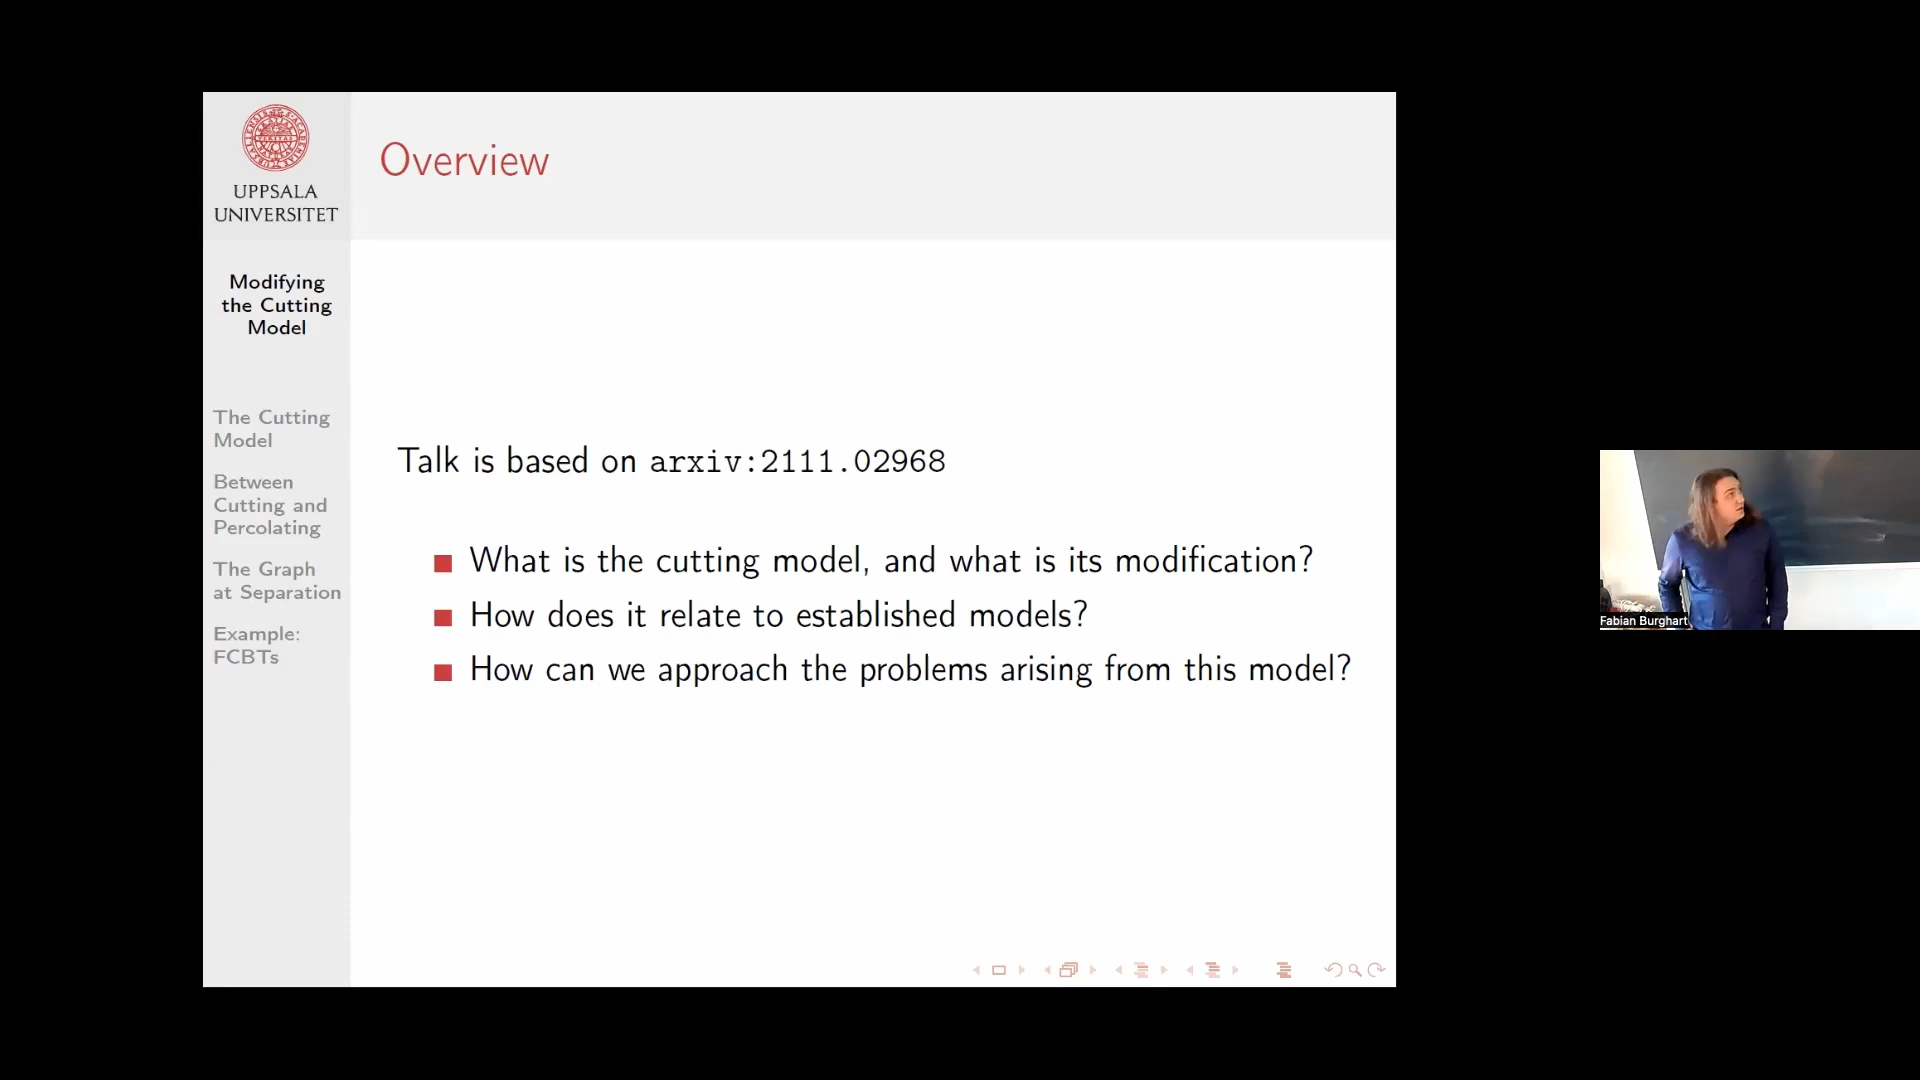 UPPSALA
UNIVERSITET
Modifying
the Cutting
Model
The Cutting
Model
Between
Cutting and
Percolating
The Graph
at Separation
Example:
FCBTs
Overview
Talk is based on arxiv:2111.02968
What is the cutting model, and what is its modification?
How does it relate to established models?
How can we approach the problems arising from this model?
Fabian Burghart